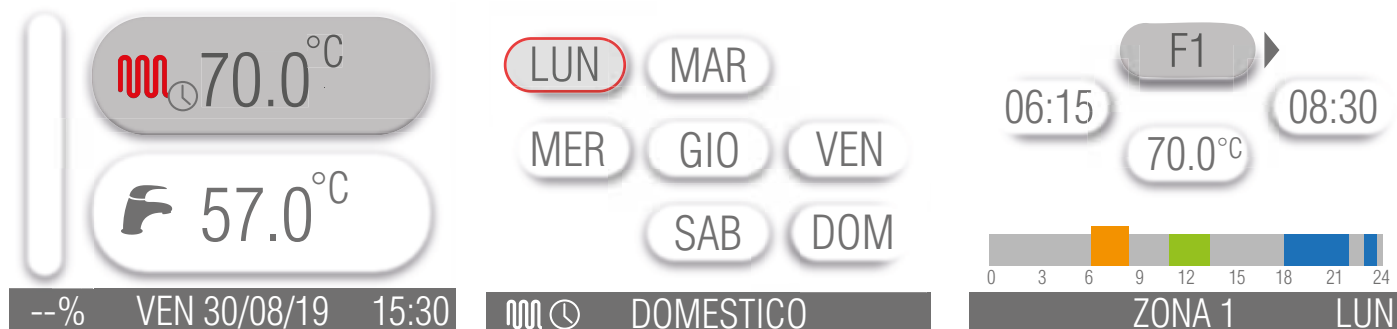 70.0°C
57.0°C
--% VEN 30/08/19 15:30
LUN MAR
MER GIO VEN
SAB DOM
DOMESTICO
F1
06:15 08:30
70.0°C
0 3 6 9 12 15 18 21 24
ZONA 1 LUN